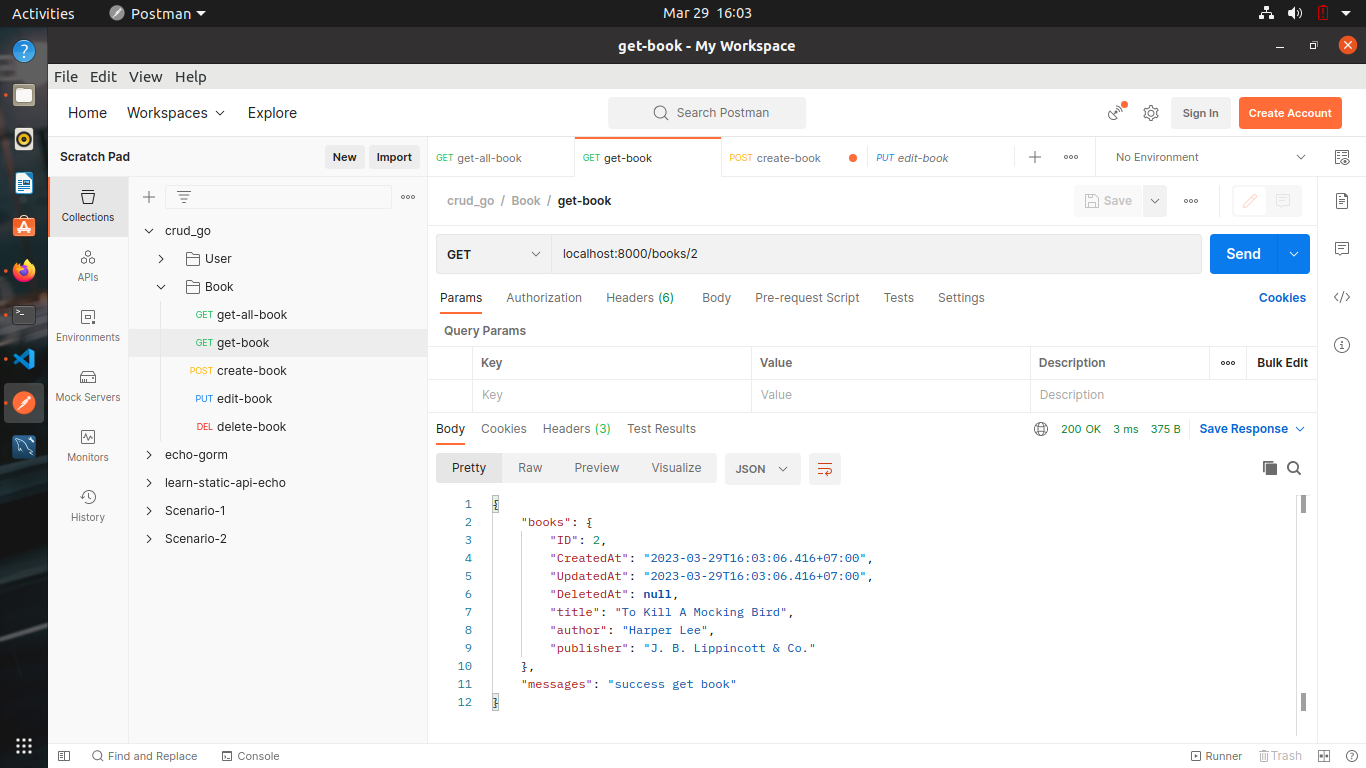 Activities Postman Mar 29 16:03
get-book - My Workspace
File Edit View Help
Home Workspaces Explore Search Postman Sign In Create Account
Scratch Pad New Import GET get-all-book GET get-book POST create-book PUT edit-book No Environment
Collections
APIs
Environments
Mock Servers
Monitors
History
crud_go
User
Book
GET get-all-book
GET get-book
POST create-book
PUT edit-book
DEL delete-book
echo-gorm
learn-static-api-echo
Scenario-1
Scenario-2
crud_go / Book / get-book Save
GET localhost:8000/books/2 Send
Params Authorization Headers (6) Body Pre-request Script Tests Settings Cookies
Query Params
Key Value Description Bulk Edit
Key Value Description
Body Cookies Headers (3) Test Results 200 OK 3 ms 375 B Save Response
Pretty Raw Preview Visualize JSON
1 {
2 "books": {
3 "ID": 2,
4 "CreatedAt": "2023-03-29T16:03:06.416+07:00",
5 "UpdatedAt": "2023-03-29T16:03:06.416+07:00",
6 "DeletedAt": null,
7 "title": "To Kill A Mocking Bird",
8 "author": "Harper Lee",
9 "publisher": "J. B. Lippincott & Co."
10 },
11 "messages": "success get book"
12 }
Find and Replace Console Runner Trash